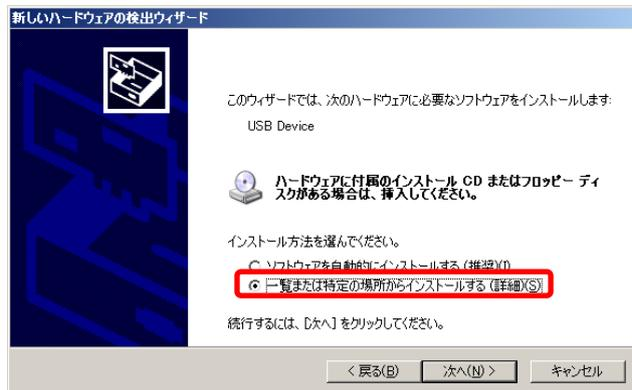 新しいハードウェアの検出ウィザード
このウィザードでは、次のハードウェアに必要なソフトウェアをインストールします:
USB Device
ハードウェアに付属のインストール CD またはフロッピー ディ
スクがある場合は、挿入してください。
インストール方法を選んでください。
ソフトウェアを自動的にインストールする (推奨)(I)
一覧または特定の場所からインストールする (詳細)(S)
続行するには、[次へ] をクリックしてください。
< 戻る(B) 次へ(N) > キャンセル